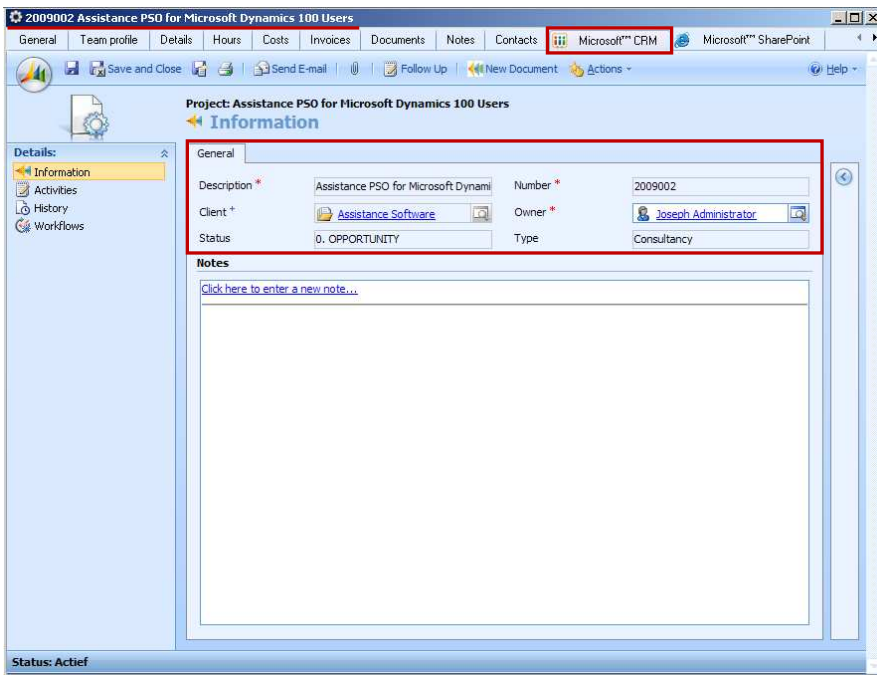 2009002 Assistance PSO for Microsoft Dynamics 100 Users
General Team profile Details Hours Costs Invoices Documents Notes Contacts Microsoft™ CRM Microsoft™ SharePoint
Save and Close Send E-mail Follow Up New Document Actions Help
Project: Assistance PSO for Microsoft Dynamics 100 Users
Information
Details:
Information
Activities
History
Workflows
General
Description * Assistance PSO for Microsoft Dynami Number * 2009002
Client + Assistance Software Owner * Joseph Administrator
Status 0. OPPORTUNITY Type Consultancy
Notes
Click here to enter a new note...
Status: Actief